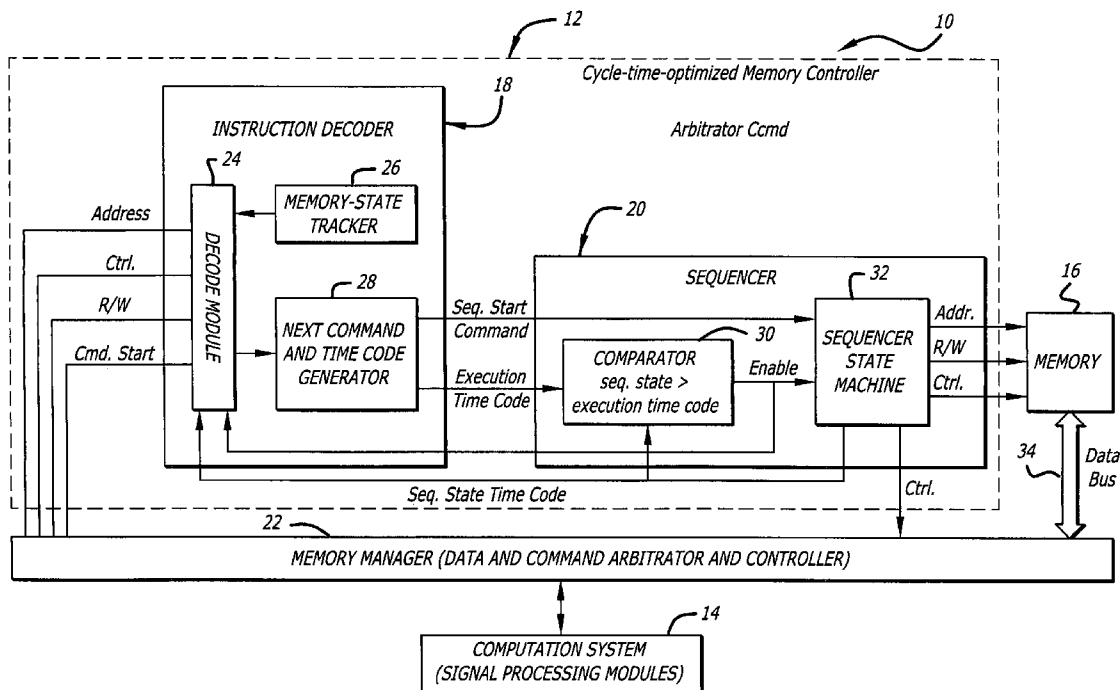 12
10
Cycle-time-optimized Memory Controller
18
INSTRUCTION DECODER
Arbitrator Ccmd
24
26
MEMORY-STATE
TRACKER
Address
DECODE MODULE
20
Ctrl.
SEQUENCER
28
32
16
R/W
NEXT COMMAND
AND TIME CODE
GENERATOR
Seq. Start
Command
30
SEQUENCER
STATE
MACHINE
Addr.
R/W
Ctrl.
MEMORY
Cmd. Start
Execution
Time Code
COMPARATOR
seq. state >
execution time code
Enable
34
Data
Bus
Seq. State Time Code
Ctrl.
22
MEMORY MANAGER (DATA AND COMMAND ARBITRATOR AND CONTROLLER)
14
COMPUTATION SYSTEM
(SIGNAL PROCESSING MODULES)